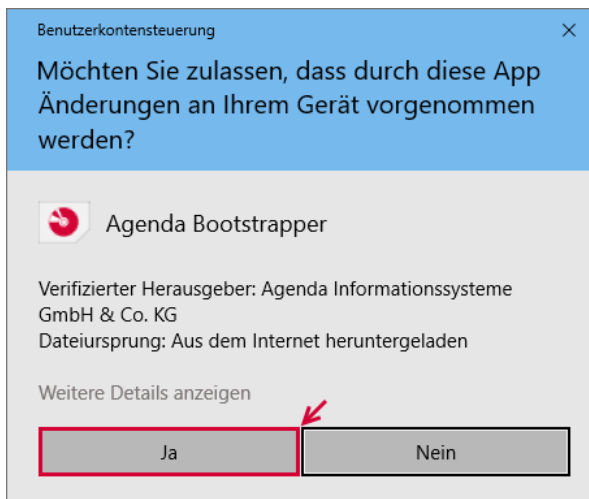 Benutzerkontensteuerung
Möchten Sie zulassen, dass durch diese App
Änderungen an Ihrem Gerät vorgenommen
werden?
Agenda Bootstrapper
Verifizierter Herausgeber: Agenda Informationssysteme
GmbH & Co. KG
Dateiursprung: Aus dem Internet heruntergeladen
Weitere Details anzeigen
Ja
Nein